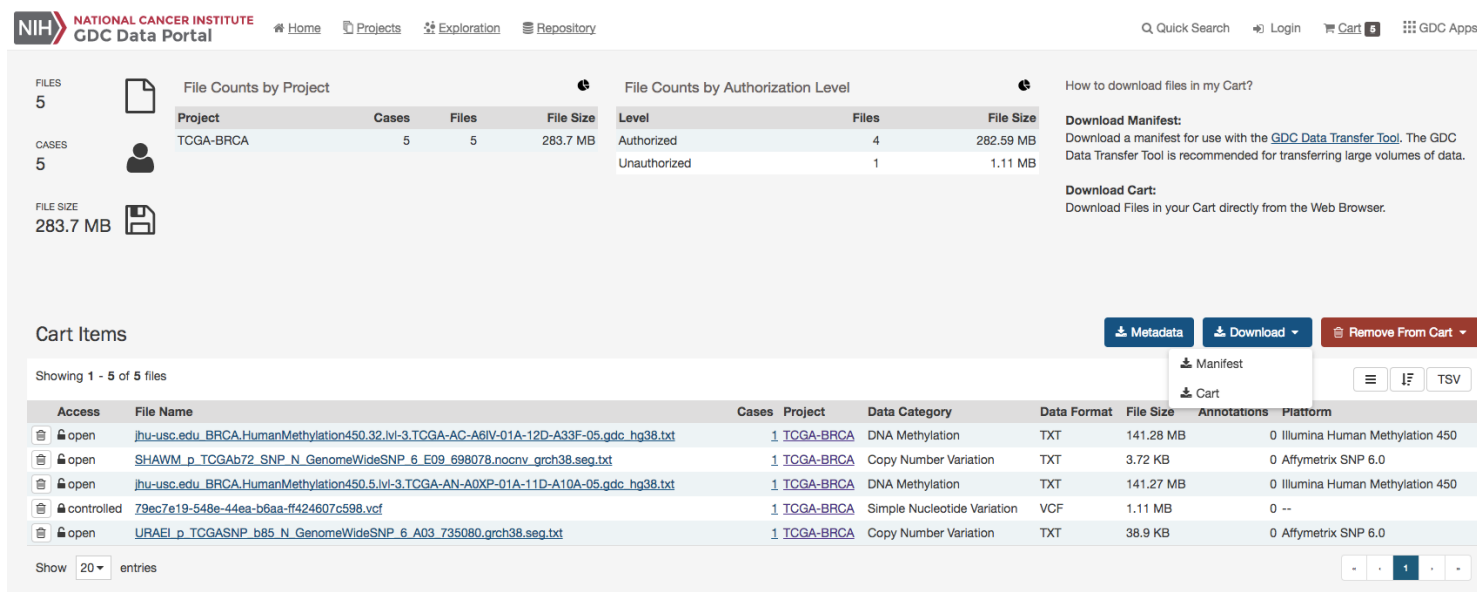 NIH NATIONAL CANCER INSTITUTE
GDC Data Portal
Home Projects Exploration Repository Quick Search Login Cart 5 GDC Apps
FILES
5
CASES
5
FILE SIZE
283.7 MB
File Counts by Project
Project Cases Files File Size
TCGA-BRCA 5 5 283.7 MB
File Counts by Authorization Level
Level Files File Size
Authorized 4 282.59 MB
Unauthorized 1 1.11 MB
How to download files in my Cart?
Download Manifest:
Download a manifest for use with the GDC Data Transfer Tool. The GDC
Data Transfer Tool is recommended for transferring large volumes of data.
Download Cart:
Download Files in your Cart directly from the Web Browser.
Cart Items
Metadata Download Remove From Cart
Manifest
Cart
Showing 1 - 5 of 5 files
TSV
Access File Name Cases Project Data Category Data Format File Size Annotations Platform
open jhu-usc.edu_BRCA.HumanMethylation450.32.lvl-3.TCGA-AC-A6IV-01A-12D-A33F-05.gdc_hg38.txt 1 TCGA-BRCA DNA Methylation TXT 141.28 MB 0 Illumina Human Methylation 450
open SHAWM_p_TCGAb72_SNP_N_GenomeWideSNP_6_E09_698078.nocnv_grch38.seg.txt 1 TCGA-BRCA Copy Number Variation TXT 3.72 KB 0 Affymetrix SNP 6.0
open jhu-usc.edu_BRCA.HumanMethylation450.5.lvl-3.TCGA-AN-A0XP-01A-11D-A10A-05.gdc_hg38.txt 1 TCGA-BRCA DNA Methylation TXT 141.27 MB 0 Illumina Human Methylation 450
controlled 79ec7e19-548e-44ea-b6aa-ff424607c598.vcf 1 TCGA-BRCA Simple Nucleotide Variation VCF 1.11 MB 0 --
open URAEI_p_TCGASNP_b85_N_GenomeWideSNP_6_A03_735080.grch38.seg.txt 1 TCGA-BRCA Copy Number Variation TXT 38.9 KB 0 Affymetrix SNP 6.0
Show 20 entries
« ‹ 1 › »